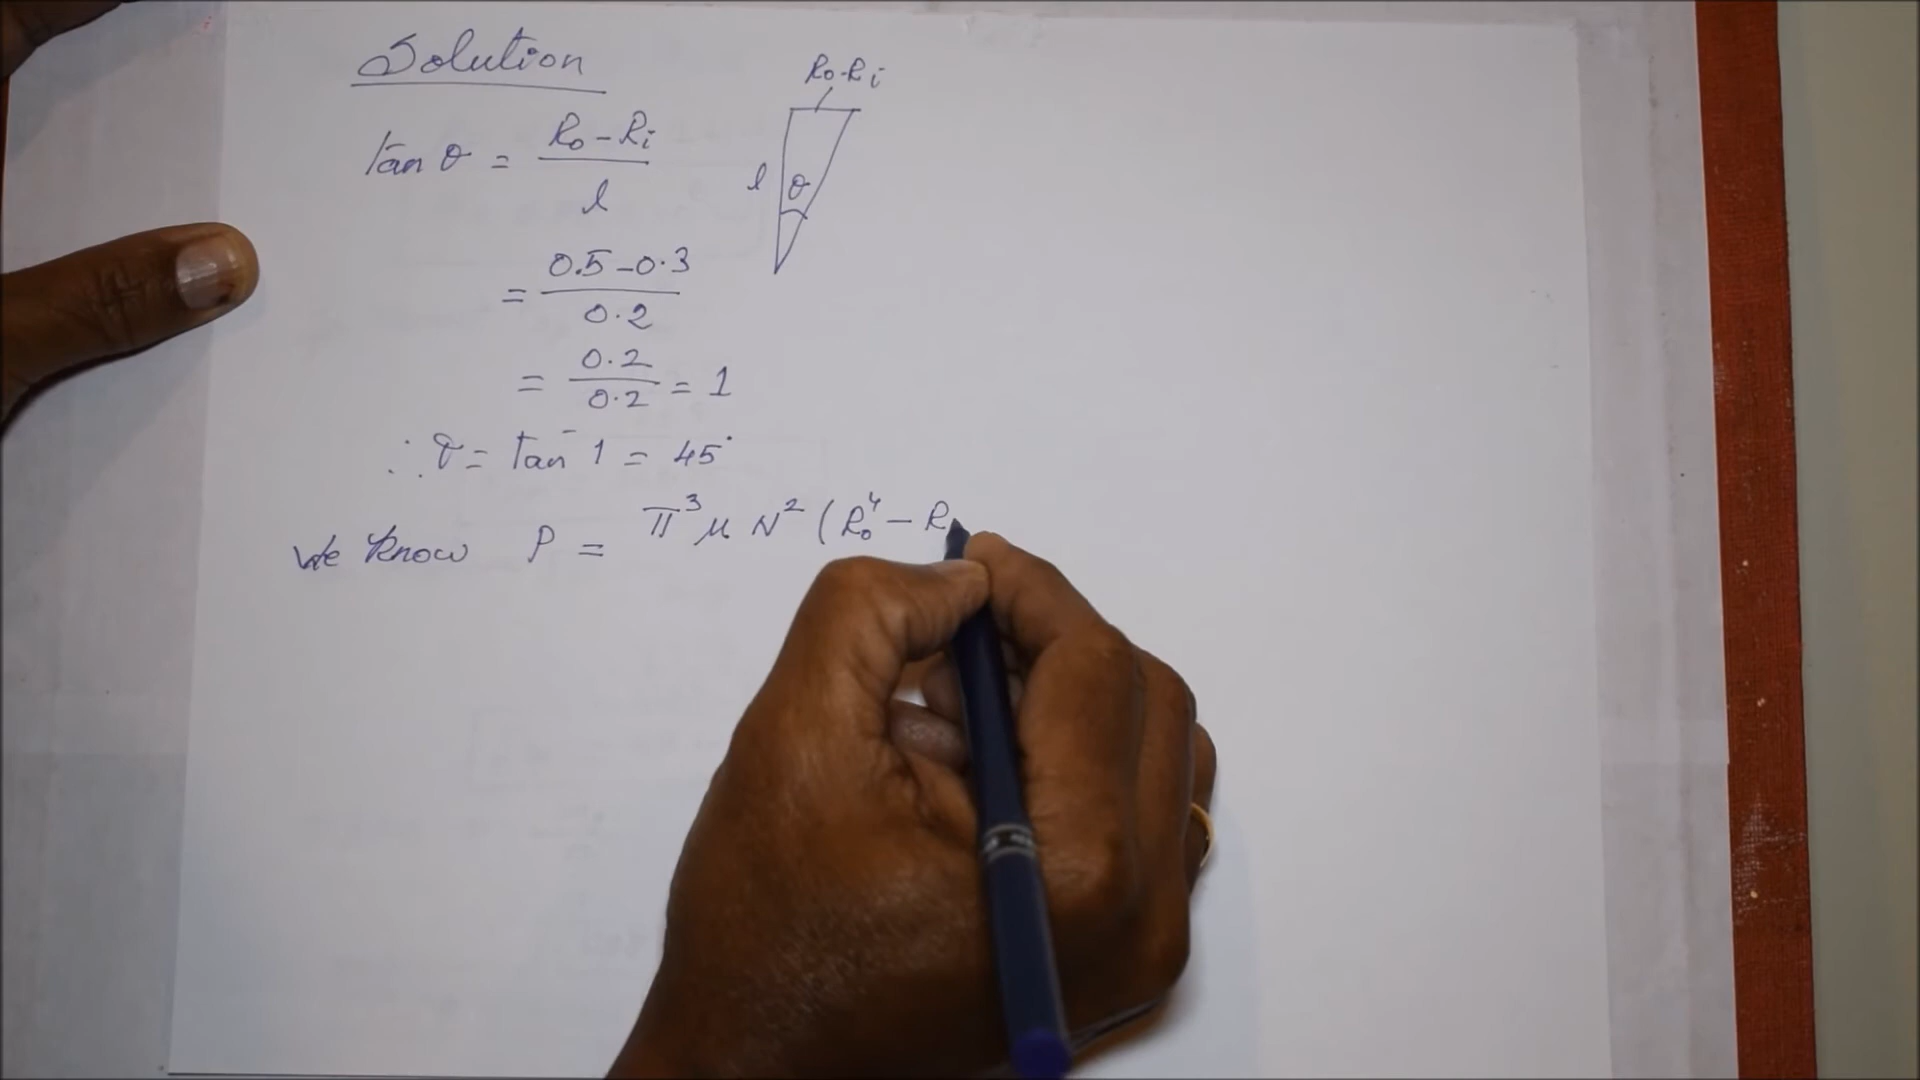 Solution
Ro-Ri
tan θ = Ro - Ri / l
l θ
= 0.5 - 0.3 / 0.2
= 0.2 / 0.2 = 1
∴ θ = tan⁻ 1 = 45°
We know P = π³ μ N² (Ro⁴ - R